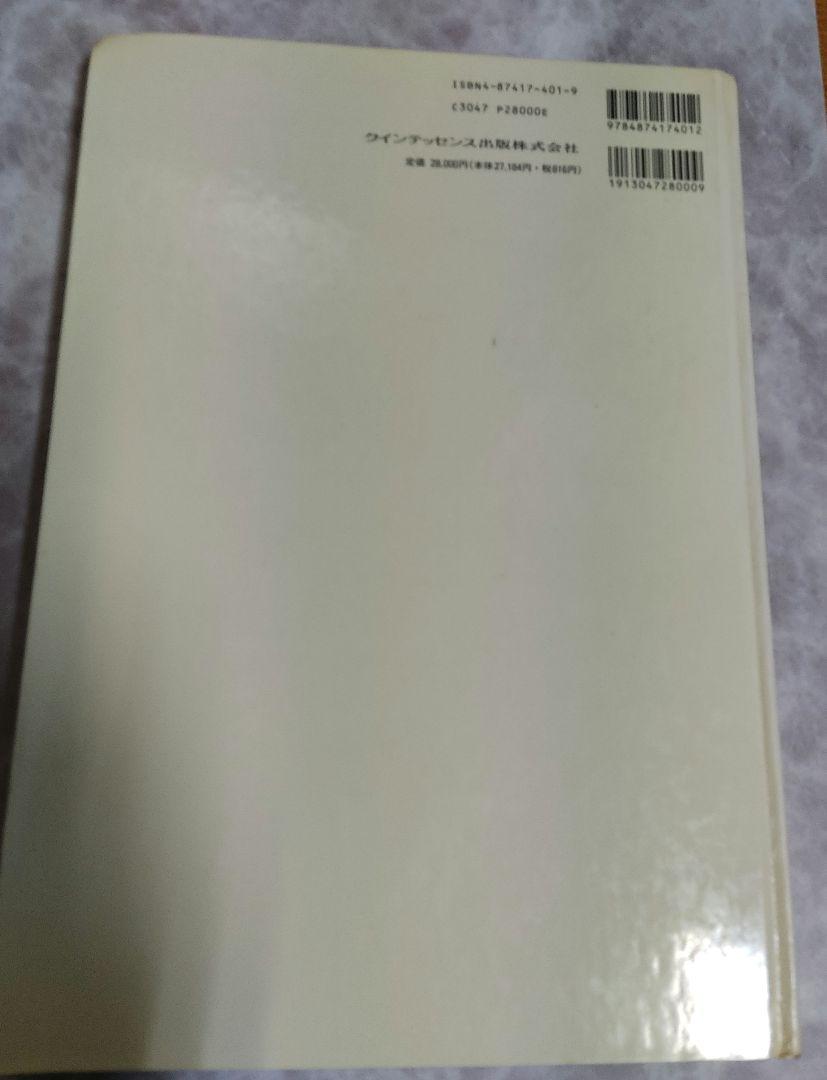 ISBN4-87417-401-9
C3047 P28000E
クインテッセンス出版株式会社
定価 28,000円(本体27,184円・税816円)
9784874174012
1913047280009